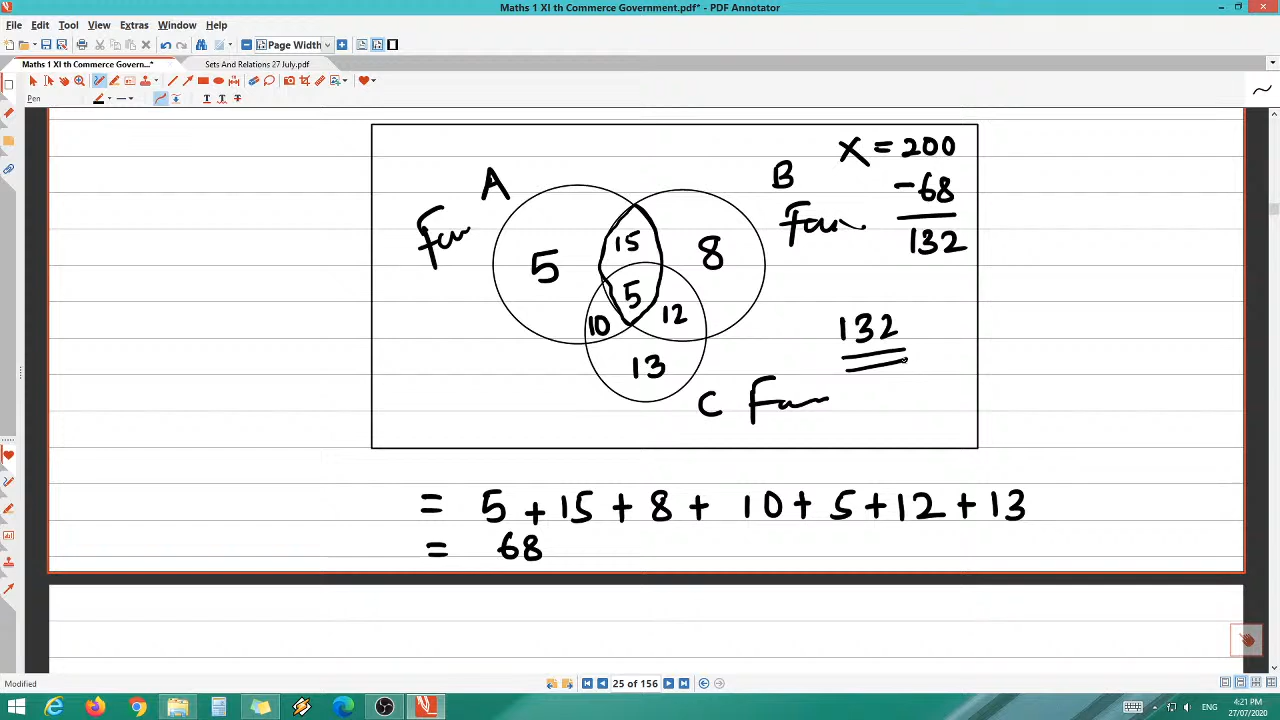 Maths 1 XI th Commerce Government.pdf* - PDF Annotator
File Edit Tool View Extras Window Help
Page Width
Maths 1 XI th Commerce Govern...* Sets And Relations 27 July.pdf
Pen
A
Fan
B
Fan
X = 200
-68
132
5
15
8
5
10
12
13
132
C Fan
= 5 + 15 + 8 + 10 + 5 + 12 + 13
= 68
Modified
25 of 156
ENG
4:21 PM
27/07/2020